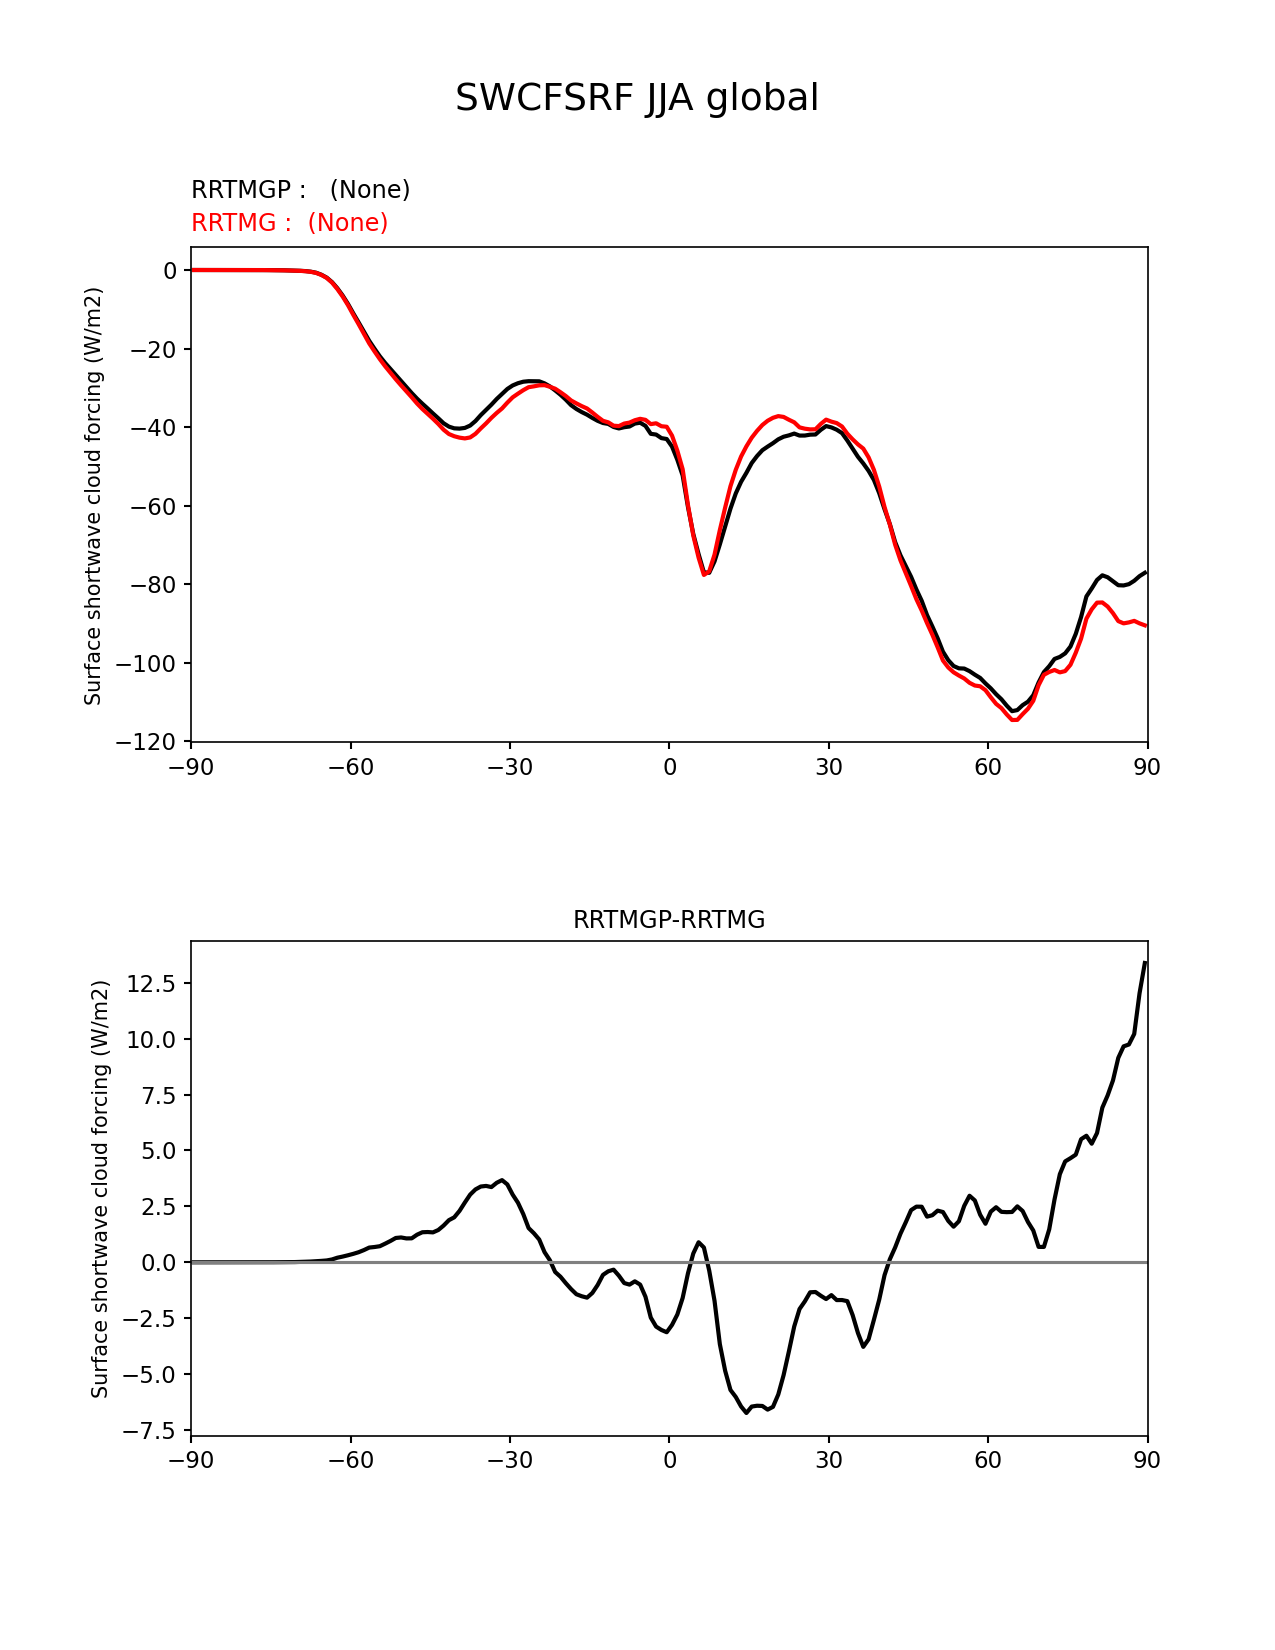 SWCFSRF JJA global
RRTMGP :   (None)
RRTMG :  (None)
Surface shortwave cloud forcing (W/m2)
0
−20
−40
−60
−80
−100
−120
−90 −60 −30 0 30 60 90
RRTMGP-RRTMG
Surface shortwave cloud forcing (W/m2)
12.5
10.0
7.5
5.0
2.5
0.0
−2.5
−5.0
−7.5
−90 −60 −30 0 30 60 90